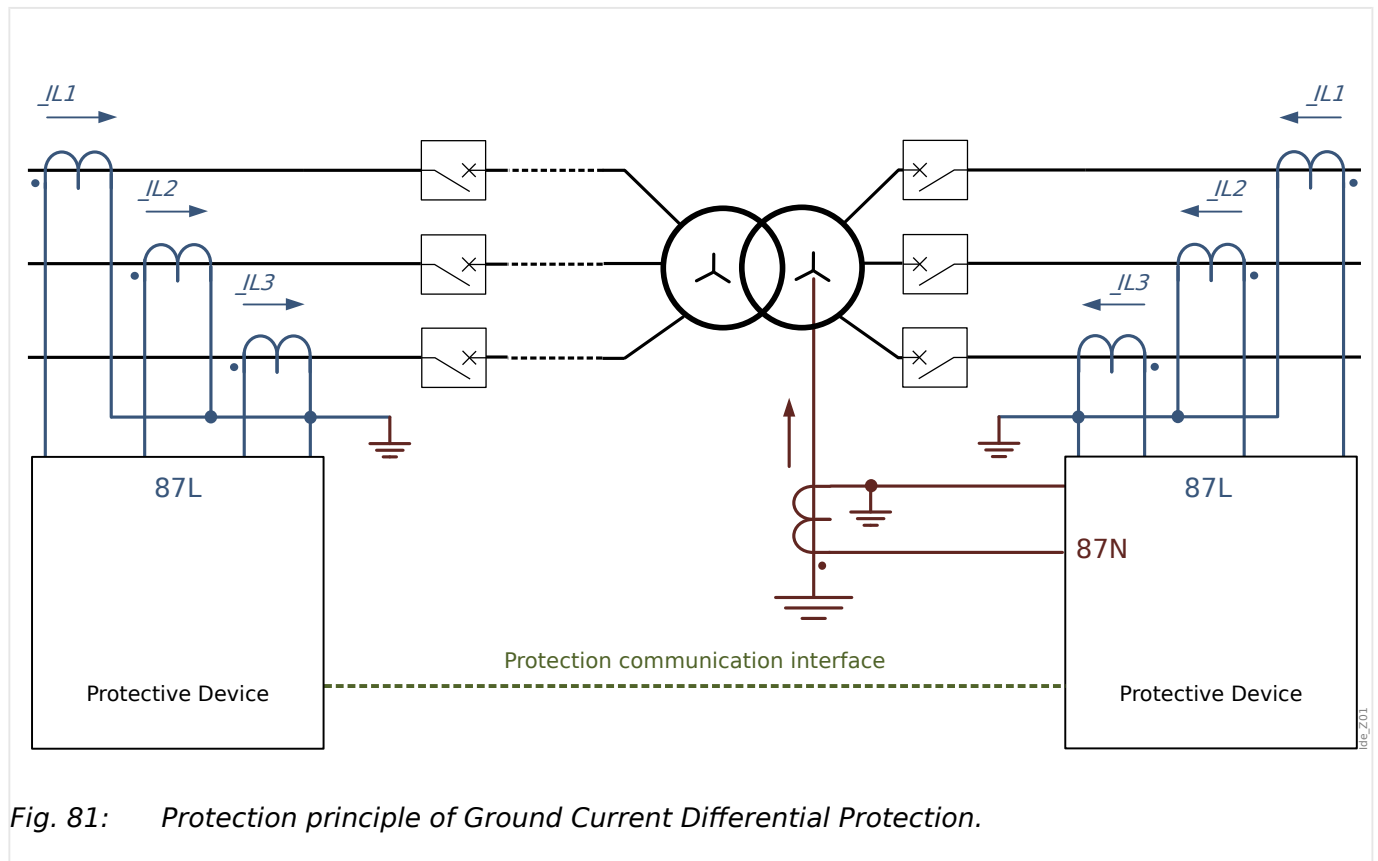 _IL1
_IL1
_IL2
_IL2
_IL3
_IL3
87L
87L
87N
Protection communication interface
Protective Device
Protective Device
Ide_Z01
Fig. 81: Protection principle of Ground Current Differential Protection.